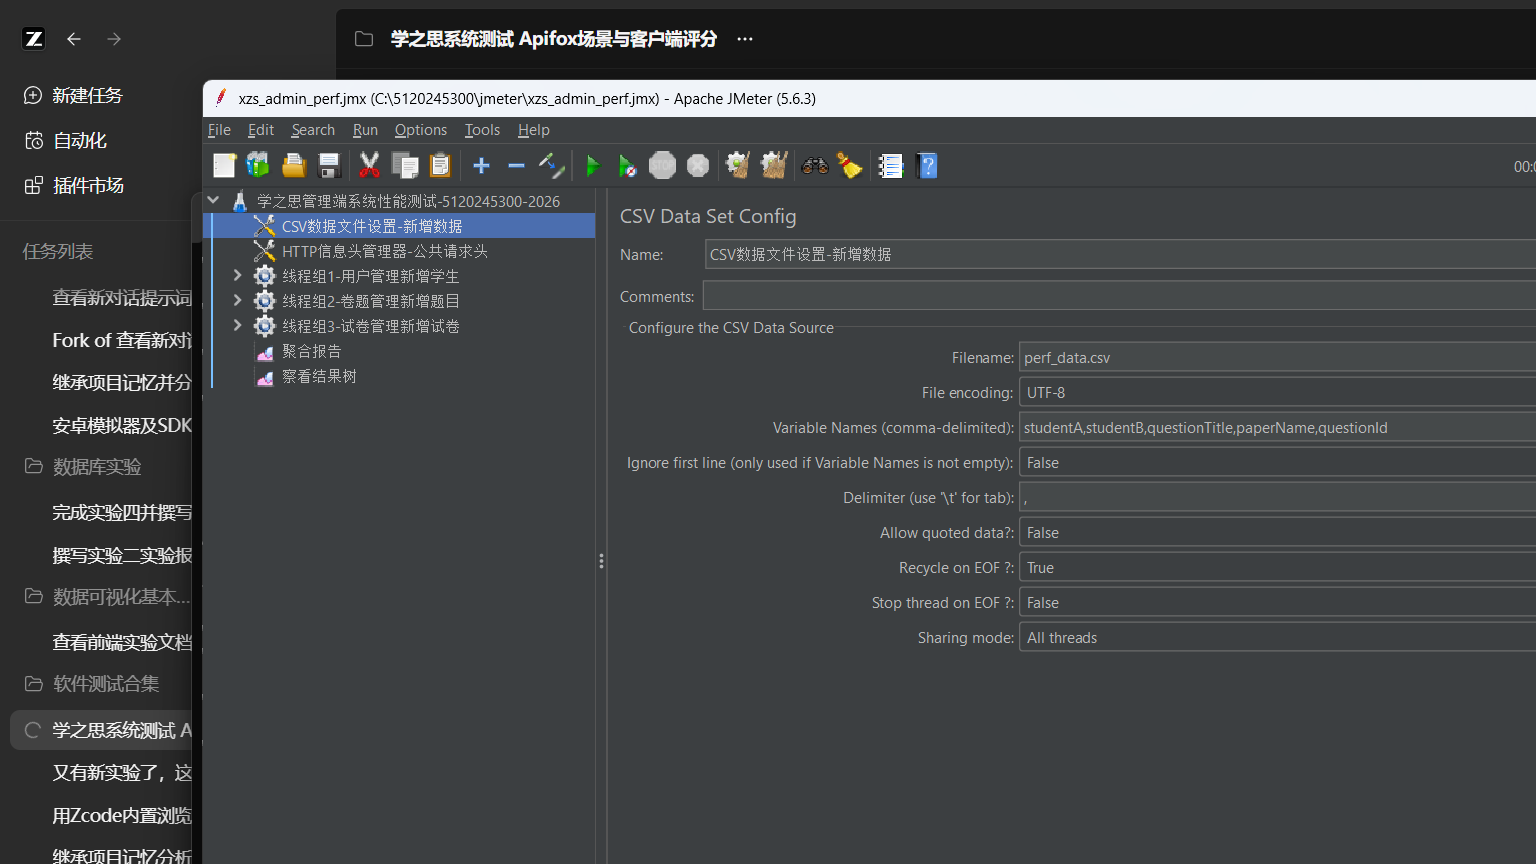 学之思系统测试 Apifox场景与客户端评分
新建任务
自动化
插件市场
任务列表
查看新对话提示词
Fork of 查看新对
继承项目记忆并分
安卓模拟器及SDK
数据库实验
完成实验四并撰写
撰写实验二实验报
数据可视化基本...
查看前端实验文档
软件测试合集
学之思系统测试 A
又有新实验了，这
用Zcode内置浏览
继承项目记忆分析
xzs_admin_perf.jmx (C:\5120245300\jmeter\xzs_admin_perf.jmx) - Apache JMeter (5.6.3)
File Edit Search Run Options Tools Help
STOP
00:0
学之思管理端系统性能测试-5120245300-2026
CSV数据文件设置-新增数据
HTTP信息头管理器-公共请求头
线程组1-用户管理新增学生
线程组2-卷题管理新增题目
线程组3-试卷管理新增试卷
聚合报告
察看结果树
CSV Data Set Config
Name: CSV数据文件设置-新增数据
Comments:
Configure the CSV Data Source
Filename: perf_data.csv
File encoding: UTF-8
Variable Names (comma-delimited): studentA,studentB,questionTitle,paperName,questionId
Ignore first line (only used if Variable Names is not empty): False
Delimiter (use '\t' for tab): ,
Allow quoted data?: False
Recycle on EOF ?: True
Stop thread on EOF ?: False
Sharing mode: All threads